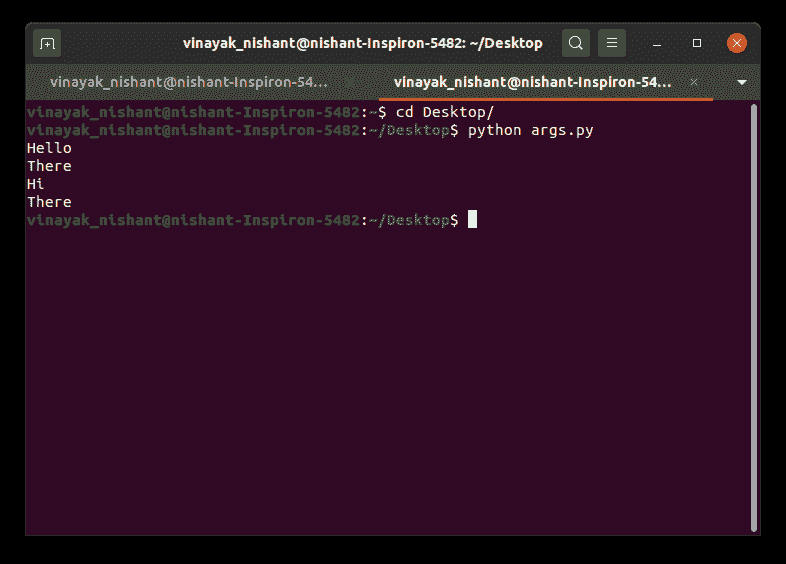 vinayak_nishant@nishant-Inspiron-5482: ~/Desktop
vinayak_nishant@nishant-Inspiron-54...
vinayak_nishant@nishant-Inspiron-54...
vinayak_nishant@nishant-Inspiron-5482:~$ cd Desktop/
vinayak_nishant@nishant-Inspiron-5482:~/Desktop$ python args.py
Hello
There
Hi
There
vinayak_nishant@nishant-Inspiron-5482:~/Desktop$